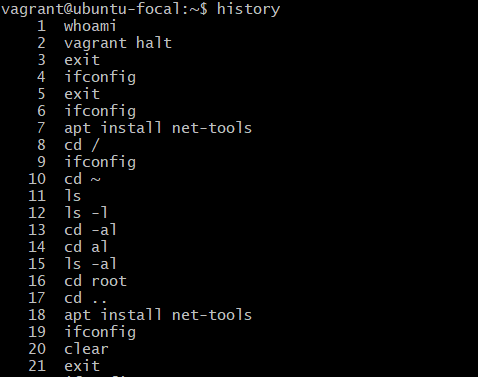 vagrant@ubuntu-focal:~$ history
1 whoami
2 vagrant halt
3 exit
4 ifconfig
5 exit
6 ifconfig
7 apt install net-tools
8 cd /
9 ifconfig
10 cd ~
11 ls
12 ls -l
13 cd -al
14 cd al
15 ls -al
16 cd root
17 cd ..
18 apt install net-tools
19 ifconfig
20 clear
21 exit